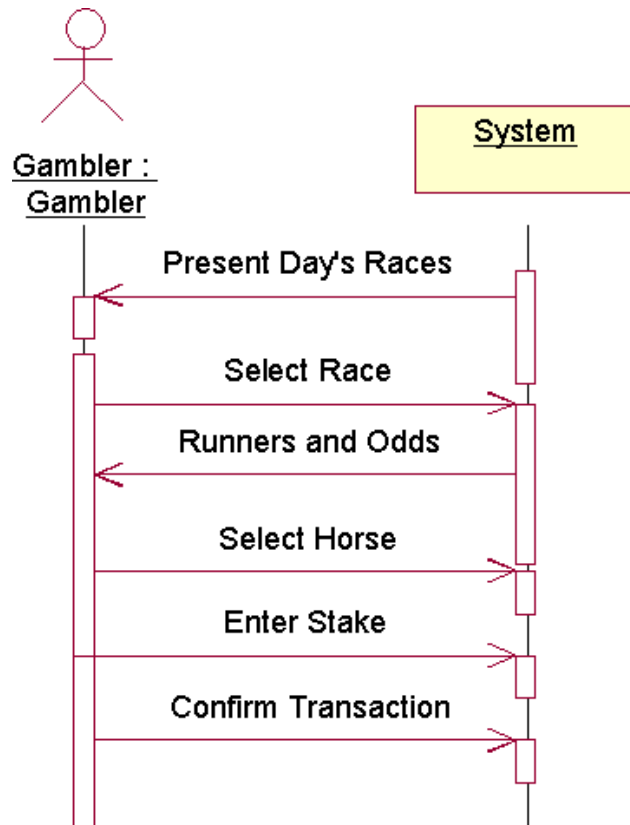 Gambler :
Gambler
System
Present Day's Races
Select Race
Runners and Odds
Select Horse
Enter Stake
Confirm Transaction